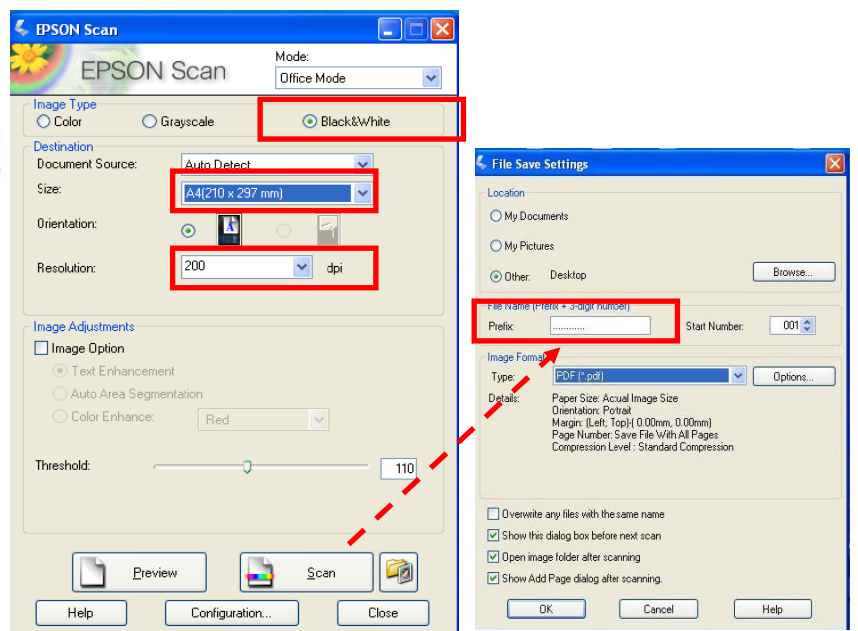 EPSON Scan
EPSON Scan
Mode:
Office Mode
Image Type
Color
Grayscale
Black&White
Destination
Document Source:
Auto Detect
Size:
A4(210 x 297 mm)
Orientation:
Resolution:
200
dpi
Image Adjustments
Image Option
Text Enhancement
Auto Area Segmentation
Color Enhance:
Red
Threshold:
110
Preview
Scan
Help
Configuration...
Close
File Save Settings
Location
My Documents
My Pictures
Other:
Desktop
Browse...
File Name (Prefix + 3-digit number)
Prefix:
............
Start Number:
001
Image Format
Type:
PDF (*.pdf)
Options...
Details:
Paper Size: Acual Image Size
Orientation: Potrait
Margin: (Left, Top)-( 0.00mm, 0.00mm)
Page Number: Save File With All Pages
Compression Level : Standard Compression
Overwrite any files with the same name
Show this dialog box before next scan
Open image folder after scanning
Show Add Page dialog after scanning.
OK
Cancel
Help